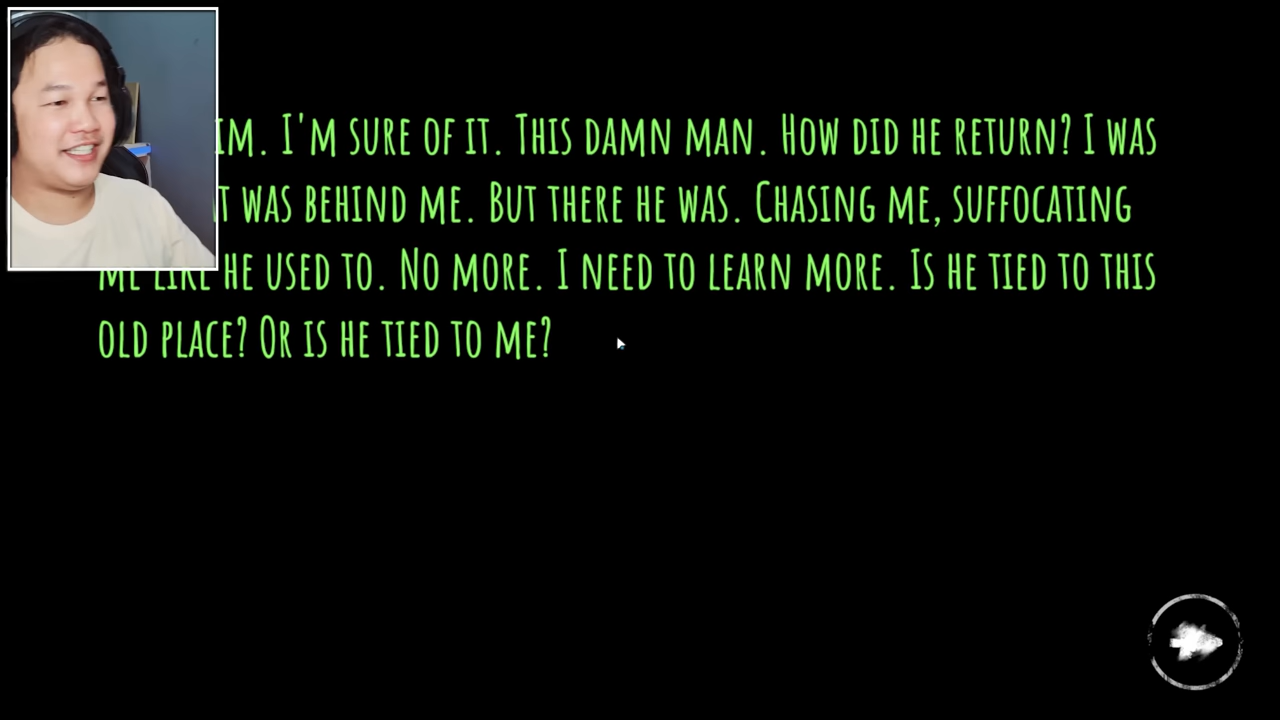 I'M SURE OF IT. THIS DAMN MAN. HOW DID HE RETURN? I WAS
WAS BEHIND ME. BUT THERE HE WAS. CHASING ME, SUFFOCATING
ME LIKE HE USED TO. NO MORE. I NEED TO LEARN MORE. IS HE TIED TO THIS
OLD PLACE? OR IS HE TIED TO ME?